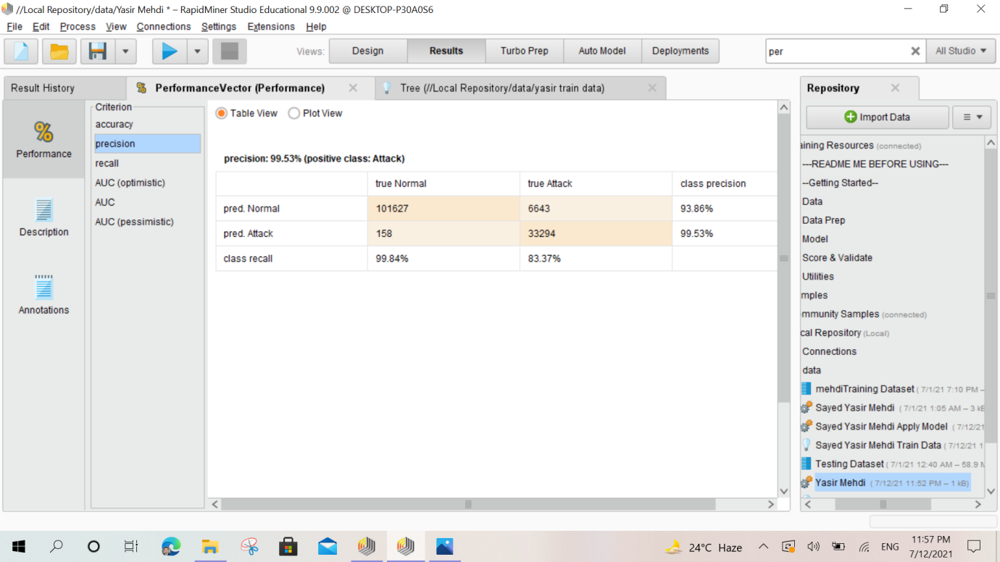 //Local Repository/data/Yasir Mehdi * – RapidMiner Studio Educational 9.9.002 @ DESKTOP-P30A0S6
File Edit Process View Connections Settings Extensions Help
Views: Design Results Turbo Prep Auto Model Deployments per All Studio
Result History PerformanceVector (Performance) Tree (//Local Repository/data/yasir train data)
Performance
Description
Annotations
Criterion
accuracy
precision
recall
AUC (optimistic)
AUC
AUC (pessimistic)
Table View Plot View
precision: 99.53% (positive class: Attack)
true Normal true Attack class precision
pred. Normal 101627 6643 93.86%
pred. Attack 158 33294 99.53%
class recall 99.84% 83.37%
Repository
Import Data
aining Resources (connected)
---README ME BEFORE USING---
--Getting Started--
Data
Data Prep
Model
Score & Validate
Utilities
mples
mmunity Samples (connected)
cal Repository (Local)
Connections
data
mehdiTraining Dataset ( 7/1/21 7:10 PM –
Sayed Yasir Mehdi ( 7/1/21 1:05 AM – 3 kE
Sayed Yasir Mehdi Apply Model ( 7/12/21
Sayed Yasir Mehdi Train Data ( 7/12/21 1
Testing Dataset ( 7/1/21 12:40 AM – 58.9 M
Yasir Mehdi ( 7/12/21 11:52 PM – 1 kB)
24°C Haze ENG 11:57 PM
7/12/2021